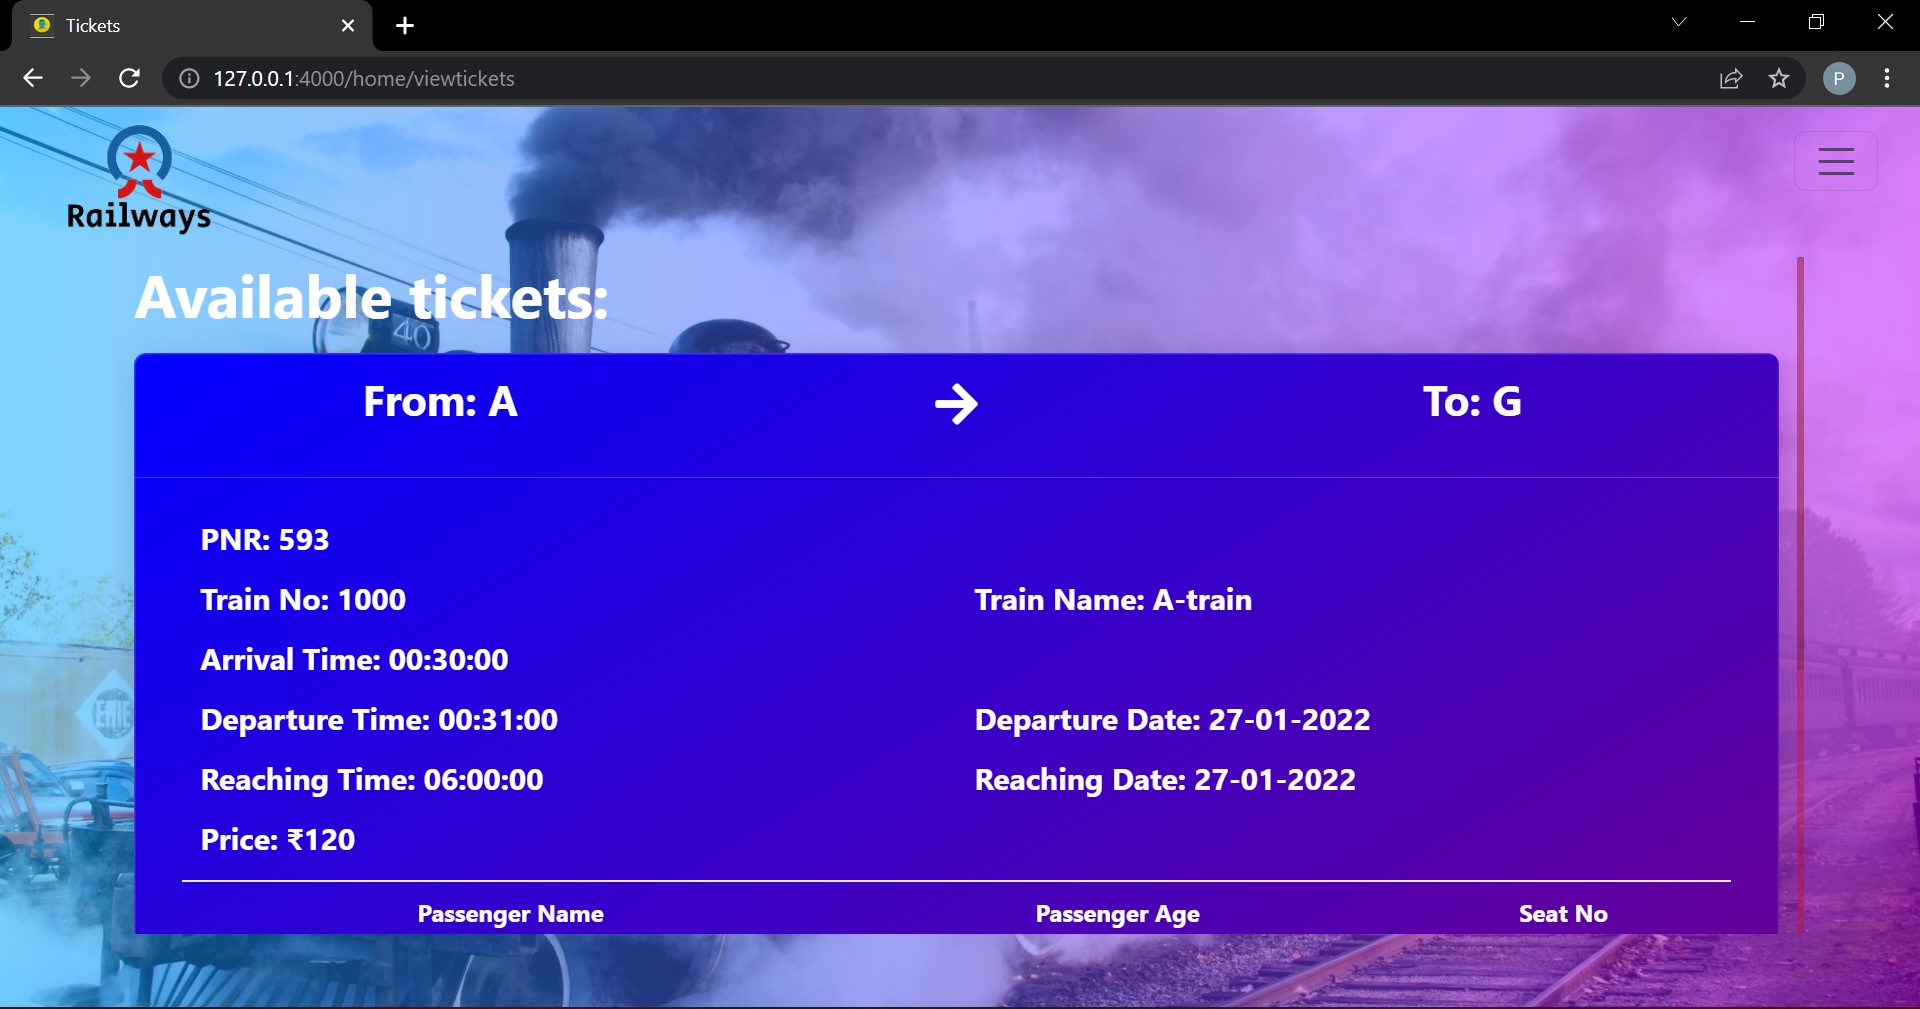 Tickets
127.0.0.1:4000/home/viewtickets
P
Railways
Available tickets:
40
From: A
To: G
PNR: 593
Train No: 1000
Train Name: A-train
Arrival Time: 00:30:00
Departure Time: 00:31:00
Departure Date: 27-01-2022
ERIE
Reaching Time: 06:00:00
Reaching Date: 27-01-2022
Price: ₹120
Passenger Name
Passenger Age
Seat No